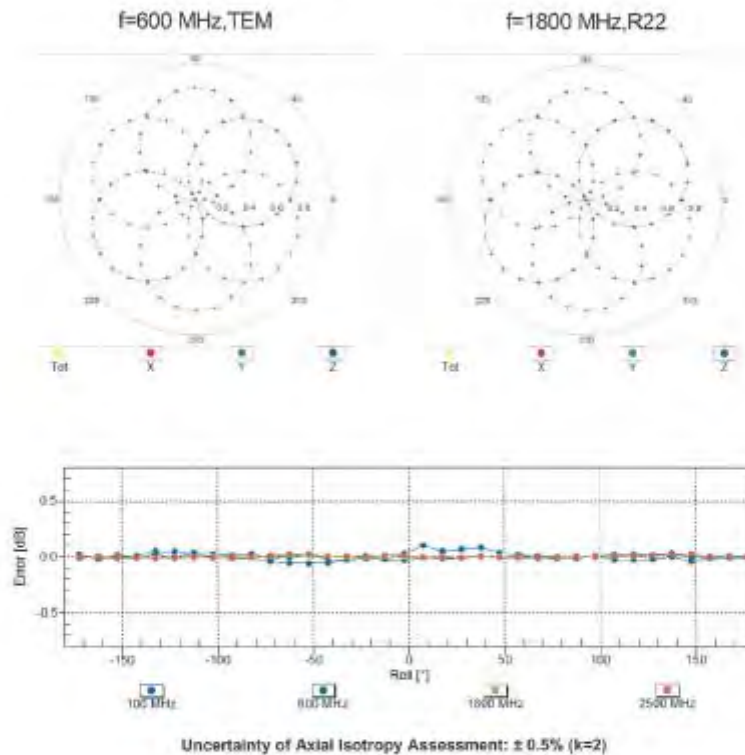 f=600 MHz,TEM
f=1800 MHz,R22
Tot X Y Z
Tot X Y Z
0.5
0.0
-0.5
Error [dB]
-150 -100 -50 0 50 100 150
Roll [°]
100 MHz 600 MHz 1800 MHz 2500 MHz
Uncertainty of Axial Isotropy Assessment: ± 0.5% (k=2)